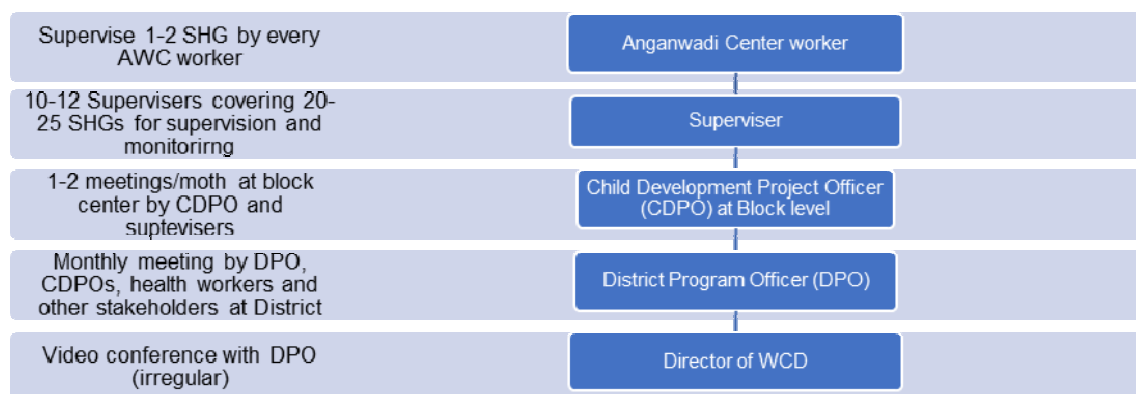 Supervise 1-2 SHG by every
AWC worker
Anganwadi Center worker
10-12 Supervisers covering 20-
25 SHGs for supervision and
monitorirng
Superviser
1-2 meetings/moth at block
center by CDPO and
suptevisers
Child Development Project Officer
(CDPO) at Block level
Monthly meeting by DPO,
CDPOs, health workers and
other stakeholders at District
District Program Officer (DPO)
Video conference with DPO
(irregular)
Director of WCD